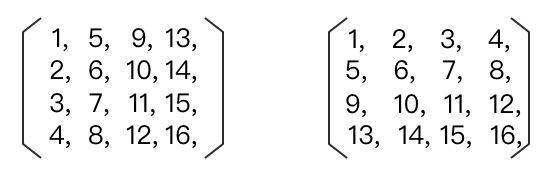 1, 5, 9, 13,
2, 6, 10, 14,
3, 7, 11, 15,
4, 8, 12, 16,
1, 2, 3, 4,
5, 6, 7, 8,
9, 10, 11, 12,
13, 14, 15, 16,